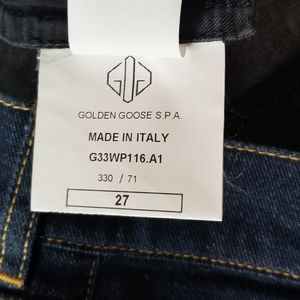 GOLDEN GOOSE S.P.A.
MADE IN ITALY
G33WP116.A1
330 / 71
27